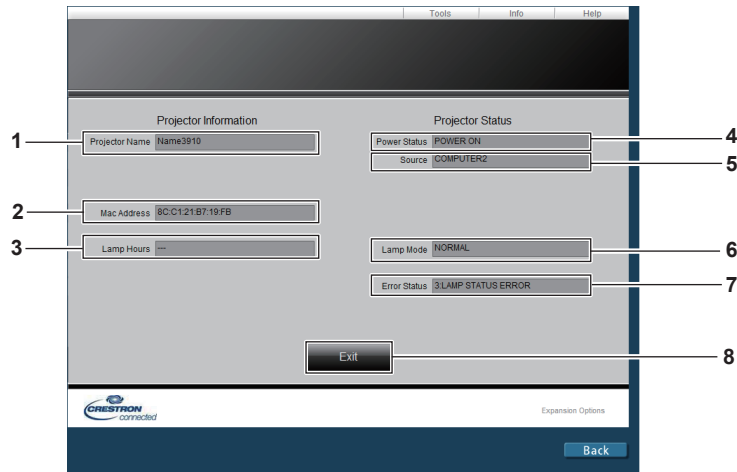 Tools Info Help
Projector Information Projector Status
1 Projector Name Name3910 Power Status POWER ON 4
Source COMPUTER2 5
2 Mac Address 8C:C1:21:B7:19:FB
3 Lamp Hours --- Lamp Mode NORMAL 6
Error Status 3:LAMP STATUS ERROR 7
Exit 8
CRESTRON
connected
Expansion Options
Back